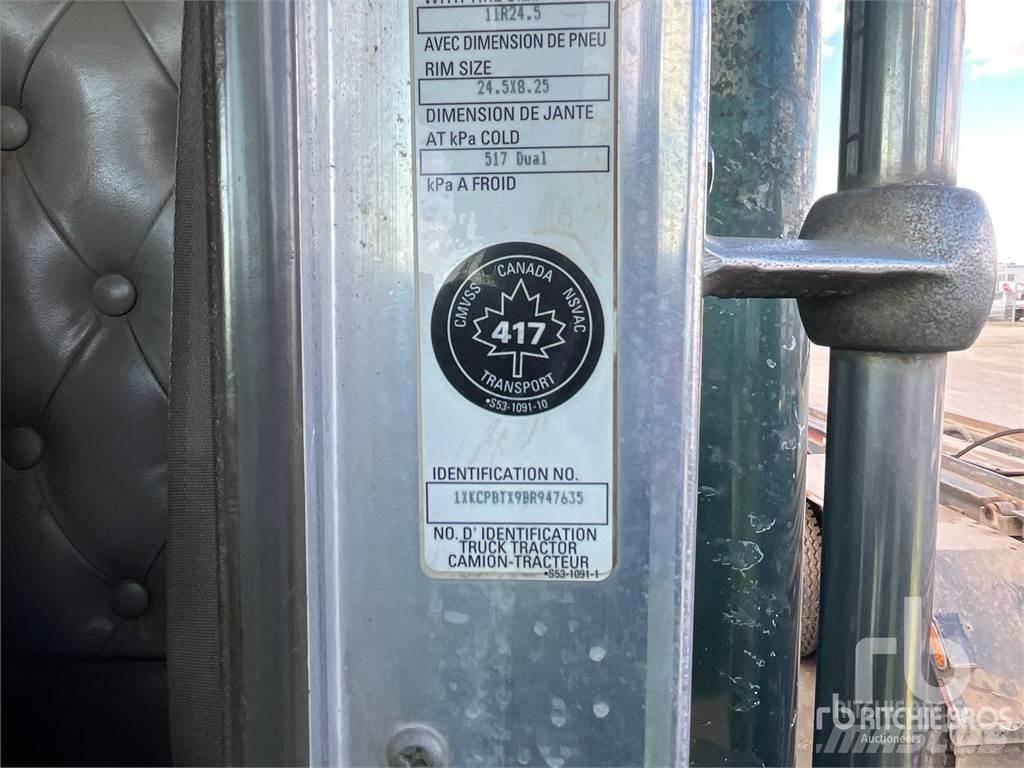 11R24.5
AVEC DIMENSION DE PNEU
RIM SIZE
24.5X8.25
DIMENSION DE JANTE
AT kPa COLD
517 Dual
kPa A FROID
CMVSS CANADA NSVAC
417
TRANSPORT
•S53-1091-10
IDENTIFICATION NO.
1XKCPBTX9BR947635
NO. D' IDENTIFICATION
TRUCK TRACTOR
CAMION-TRACTEUR
•S53-1091-1
rb
rb RITCHIE BROS
Auctioneers